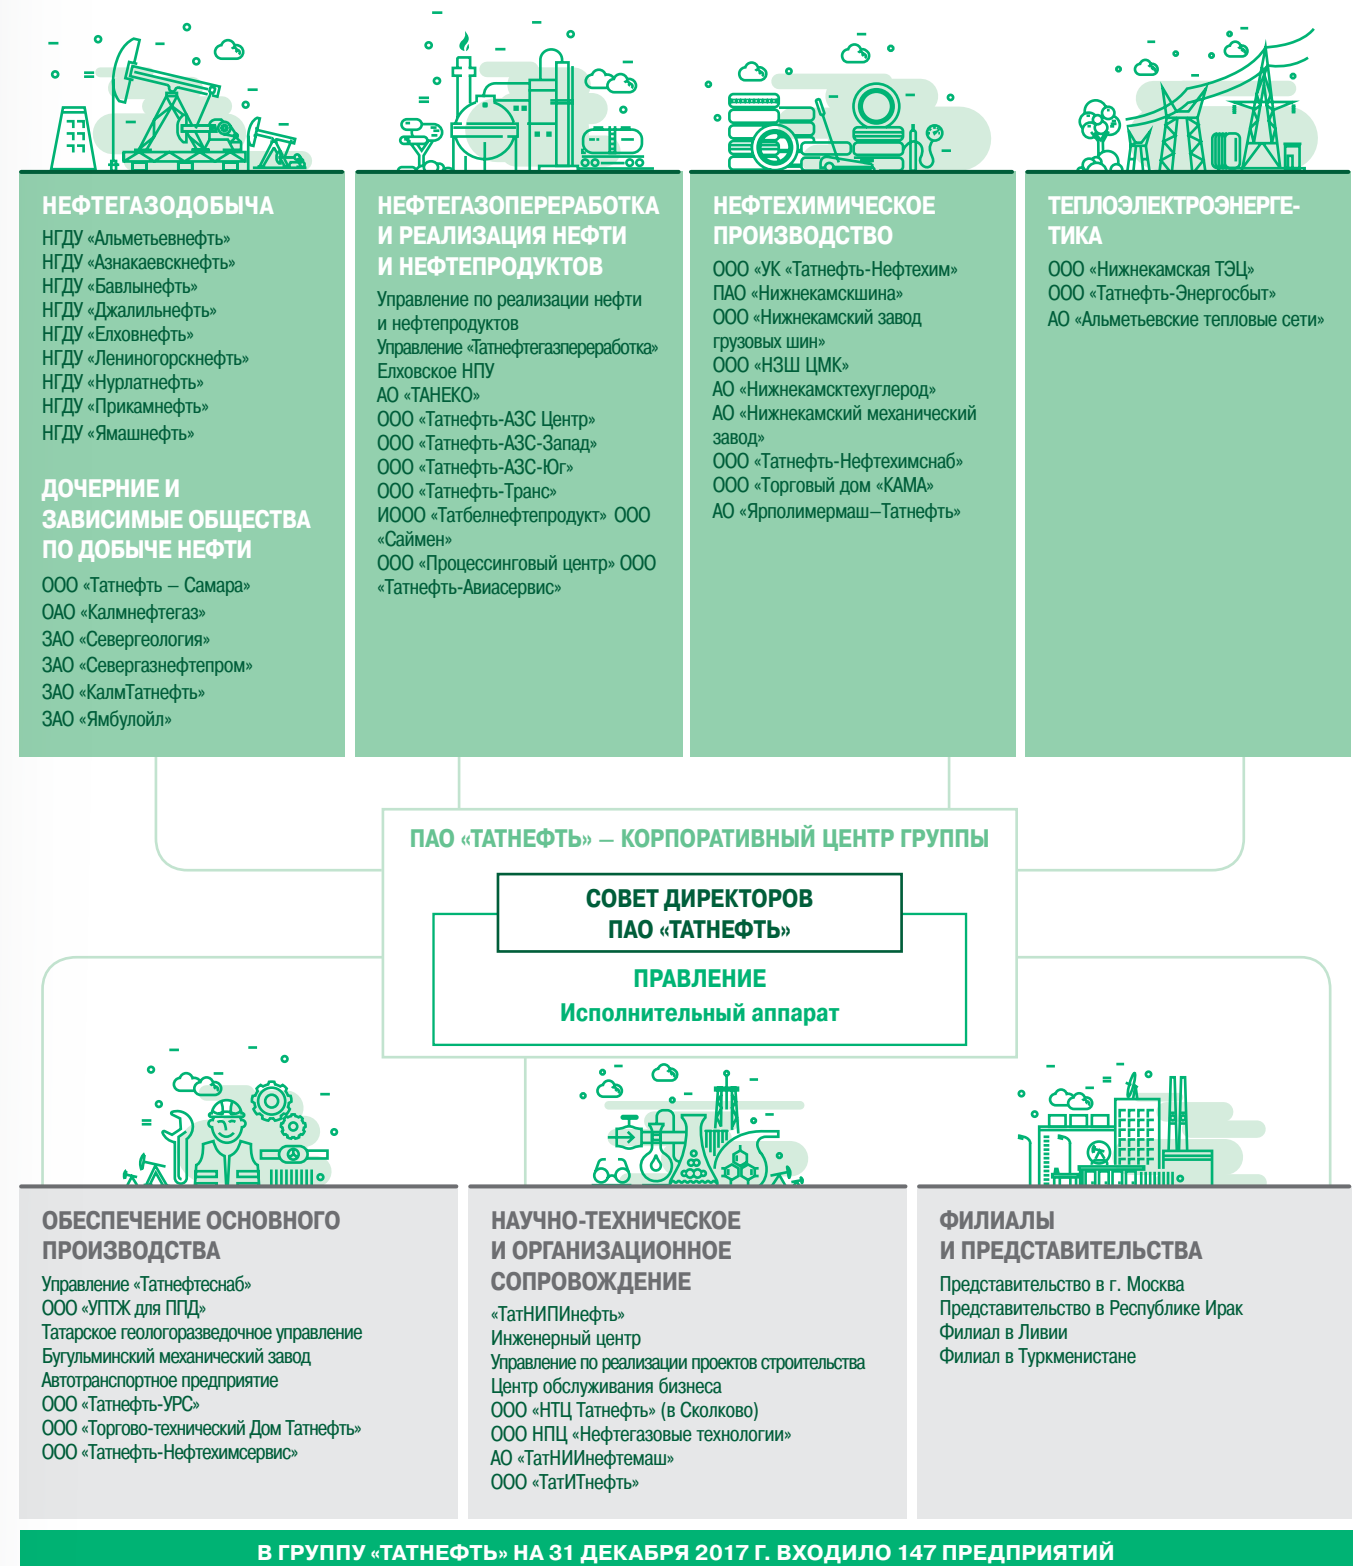 НЕФТЕГАЗОДОБЫЧА
НГДУ «Альметьевнефть»
НГДУ «Азнакаевскнефть»
НГДУ «Бавлынефть»
НГДУ «Джалильнефть»
НГДУ «Елховнефть»
НГДУ «Лениногорскнефть»
НГДУ «Нурлатнефть»
НГДУ «Прикамнефть»
НГДУ «Ямашнефть»
ДОЧЕРНИЕ И
ЗАВИСИМЫЕ ОБЩЕСТВА
ПО ДОБЫЧЕ НЕФТИ
ООО «Татнефть – Самара»
ОАО «Калмнефтегаз»
ЗАО «Севергеология»
ЗАО «Севергазнефтепром»
ЗАО «КалмТатнефть»
ЗАО «Ямбулойл»
НЕФТЕГАЗОПЕРЕРАБОТКА
И РЕАЛИЗАЦИЯ НЕФТИ
И НЕФТЕПРОДУКТОВ
Управление по реализации нефти
и нефтепродуктов
Управление «Татнефтегазпереработка»
Елховское НПУ
АО «ТАНЕКО»
ООО «Татнефть-АЗС Центр»
ООО «Татнефть-АЗС-Запад»
ООО «Татнефть-АЗС-Юг»
ООО «Татнефть-Транс»
ИООО «Татбелнефтепродукт» ООО
«Саймен»
ООО «Процессинговый центр» ООО
«Татнефть-Авиасервис»
НЕФТЕХИМИЧЕСКОЕ
ПРОИЗВОДСТВО
ООО «УК «Татнефть-Нефтехим»
ПАО «Нижнекамскшина»
ООО «Нижнекамский завод
грузовых шин»
ООО «НЗШ ЦМК»
АО «Нижнекамсктехуглерод»
АО «Нижнекамский механический
завод»
ООО «Татнефть-Нефтехимснаб»
ООО «Торговый дом «КАМА»
АО «Ярполимермаш–Татнефть»
ТЕПЛОЭЛЕКТРОЭНЕРГЕ-
ТИКА
ООО «Нижнекамская ТЭЦ»
ООО «Татнефть-Энергосбыт»
АО «Альметьевские тепловые сети»
ПАО «ТАТНЕФТЬ» – КОРПОРАТИВНЫЙ ЦЕНТР ГРУППЫ
СОВЕТ ДИРЕКТОРОВ
ПАО «ТАТНЕФТЬ»
ПРАВЛЕНИЕ
Исполнительный аппарат
ОБЕСПЕЧЕНИЕ ОСНОВНОГО
ПРОИЗВОДСТВА
Управление «Татнефтеснаб»
ООО «УПТЖ для ППД»
Татарское геологоразведочное управление
Бугульминский механический завод
Автотранспортное предприятие
ООО «Татнефть-УРС»
ООО «Торгово-технический Дом Татнефть»
ООО «Татнефть-Нефтехимсервис»
НАУЧНО-ТЕХНИЧЕСКОЕ
И ОРГАНИЗАЦИОННОЕ
СОПРОВОЖДЕНИЕ
«ТатНИПИнефть»
Инженерный центр
Управление по реализации проектов строительства
Центр обслуживания бизнеса
ООО «НТЦ Татнефть» (в Сколково)
ООО НПЦ «Нефтегазовые технологии»
АО «ТатНИИнефтемаш»
ООО «ТатИТнефть»
ФИЛИАЛЫ
И ПРЕДСТАВИТЕЛЬСТВА
Представительство в г. Москва
Представительство в Республике Ирак
Филиал в Ливии
Филиал в Туркменистане
В ГРУППУ «ТАТНЕФТЬ» НА 31 ДЕКАБРЯ 2017 Г. ВХОДИЛО 147 ПРЕДПРИЯТИЙ